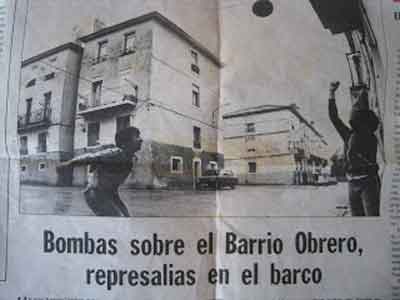 Bombas sobre el Barrio Obrero,
represalias en el barco